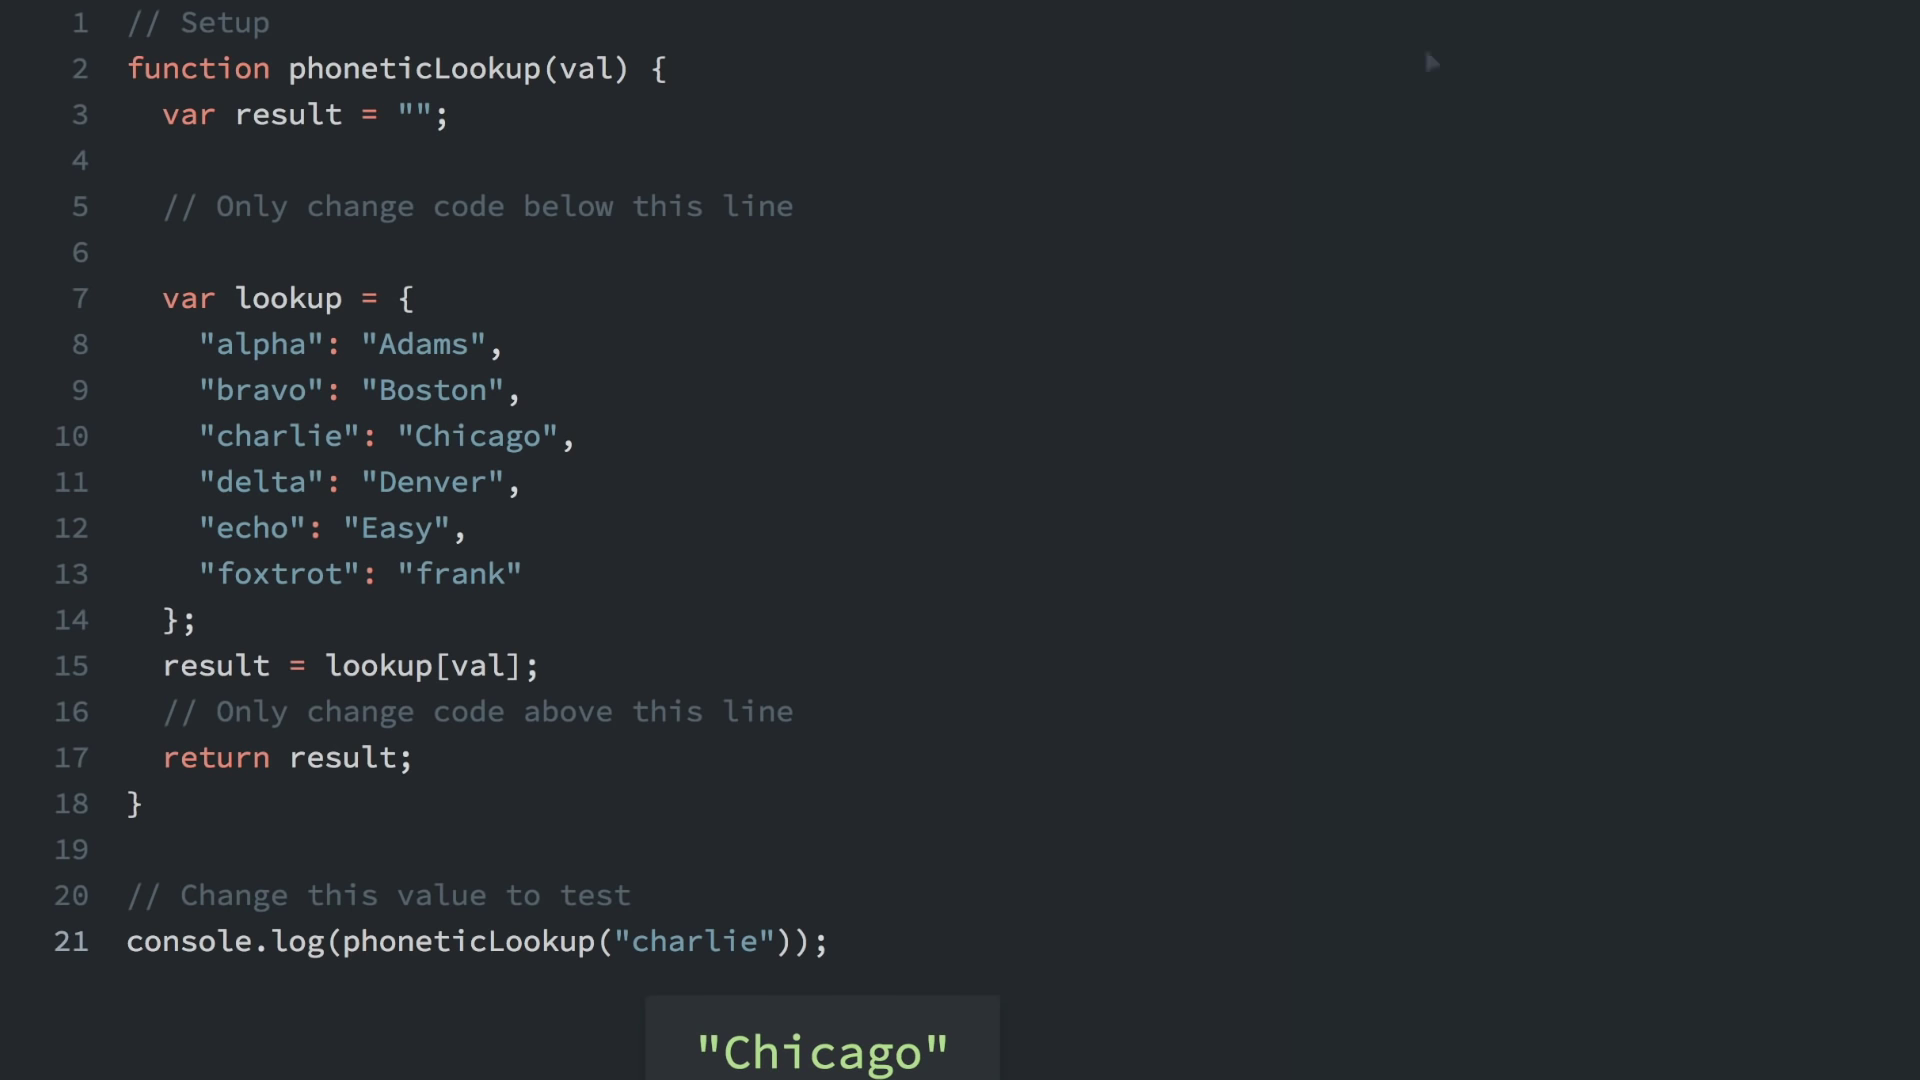 1 // Setup
2 function phoneticLookup(val) {
3   var result = "";
4
5   // Only change code below this line
6
7   var lookup = {
8     "alpha": "Adams",
9     "bravo": "Boston",
10     "charlie": "Chicago",
11     "delta": "Denver",
12     "echo": "Easy",
13     "foxtrot": "frank"
14   };
15   result = lookup[val];
16   // Only change code above this line
17   return result;
18 }
19
20 // Change this value to test
21 console.log(phoneticLookup("charlie"));
"Chicago"